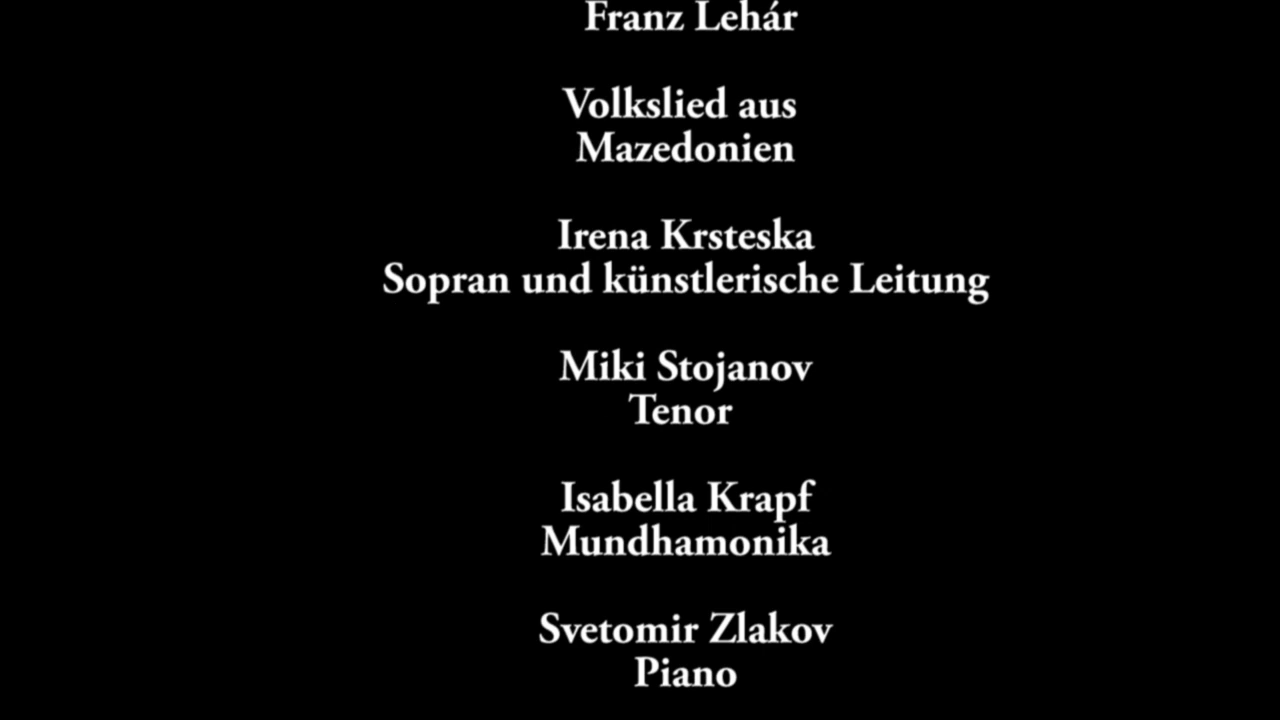 Franz Lehár
Volkslied aus
Mazedonien
Irena Krsteska
Sopran und künstlerische Leitung
Miki Stojanov
Tenor
Isabella Krapf
Mundhamonika
Svetomir Zlakov
Piano